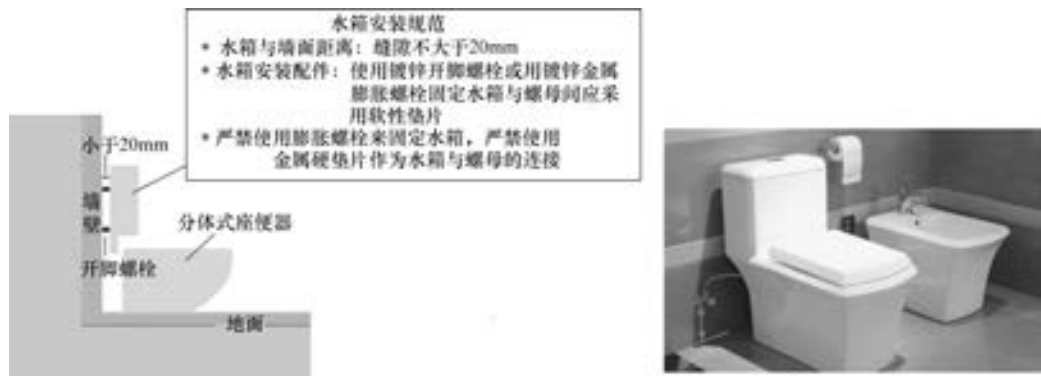 水箱安装规范
• 水箱与墙面距离：缝隙不大于20mm
• 水箱安装配件：使用镀锌开脚螺栓或用镀锌金属
膨胀螺栓固定水箱与螺母间应采
用软性垫片
• 严禁使用膨胀螺栓来固定水箱，严禁使用
金属硬垫片作为水箱与螺母的连接
小于20mm
墙
壁
分体式座便器
开脚螺栓
地面